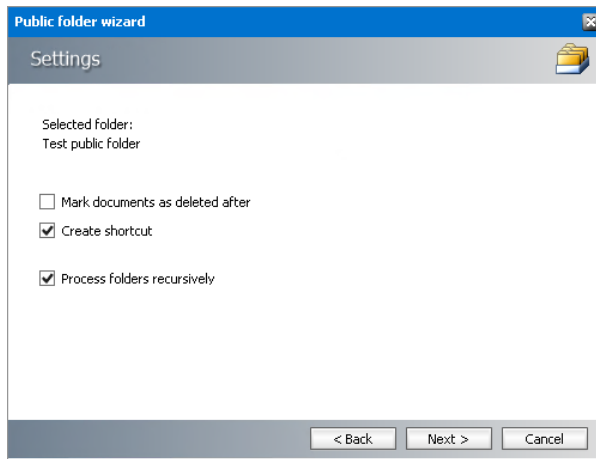 Public folder wizard
Settings
Selected folder:
Test public folder
Mark documents as deleted after
Create shortcut
Process folders recursively
< Back Next > Cancel